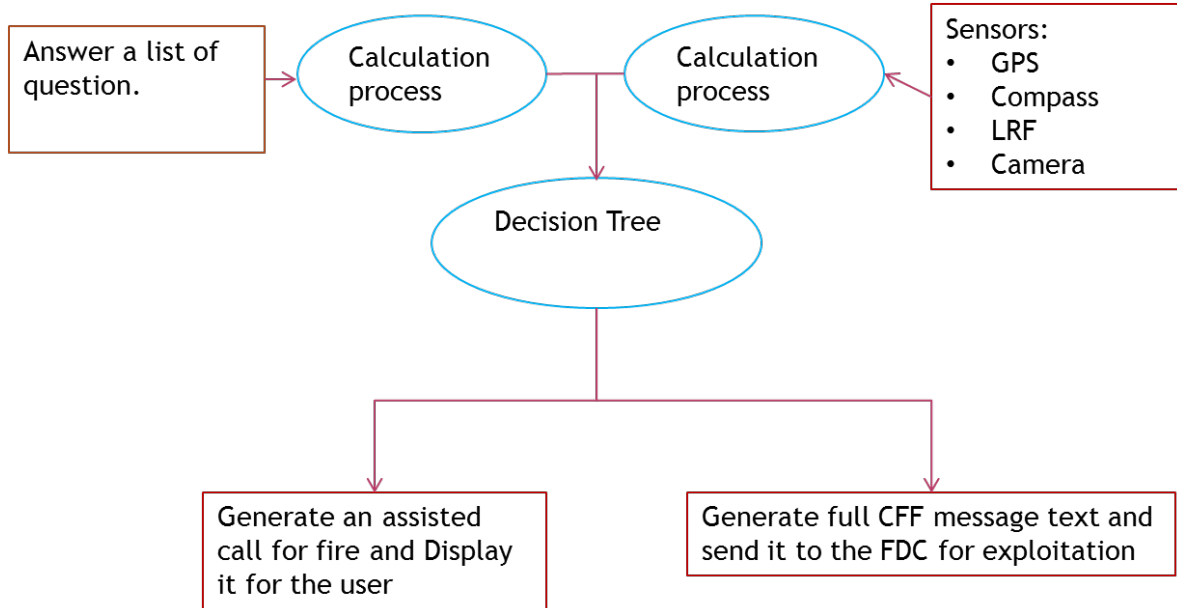 Answer a list of
question.
Calculation
process
Calculation
process
Sensors:
• GPS
• Compass
• LRF
• Camera
Decision Tree
Generate an assisted
call for fire and Display
it for the user
Generate full CFF message text and
send it to the FDC for exploitation